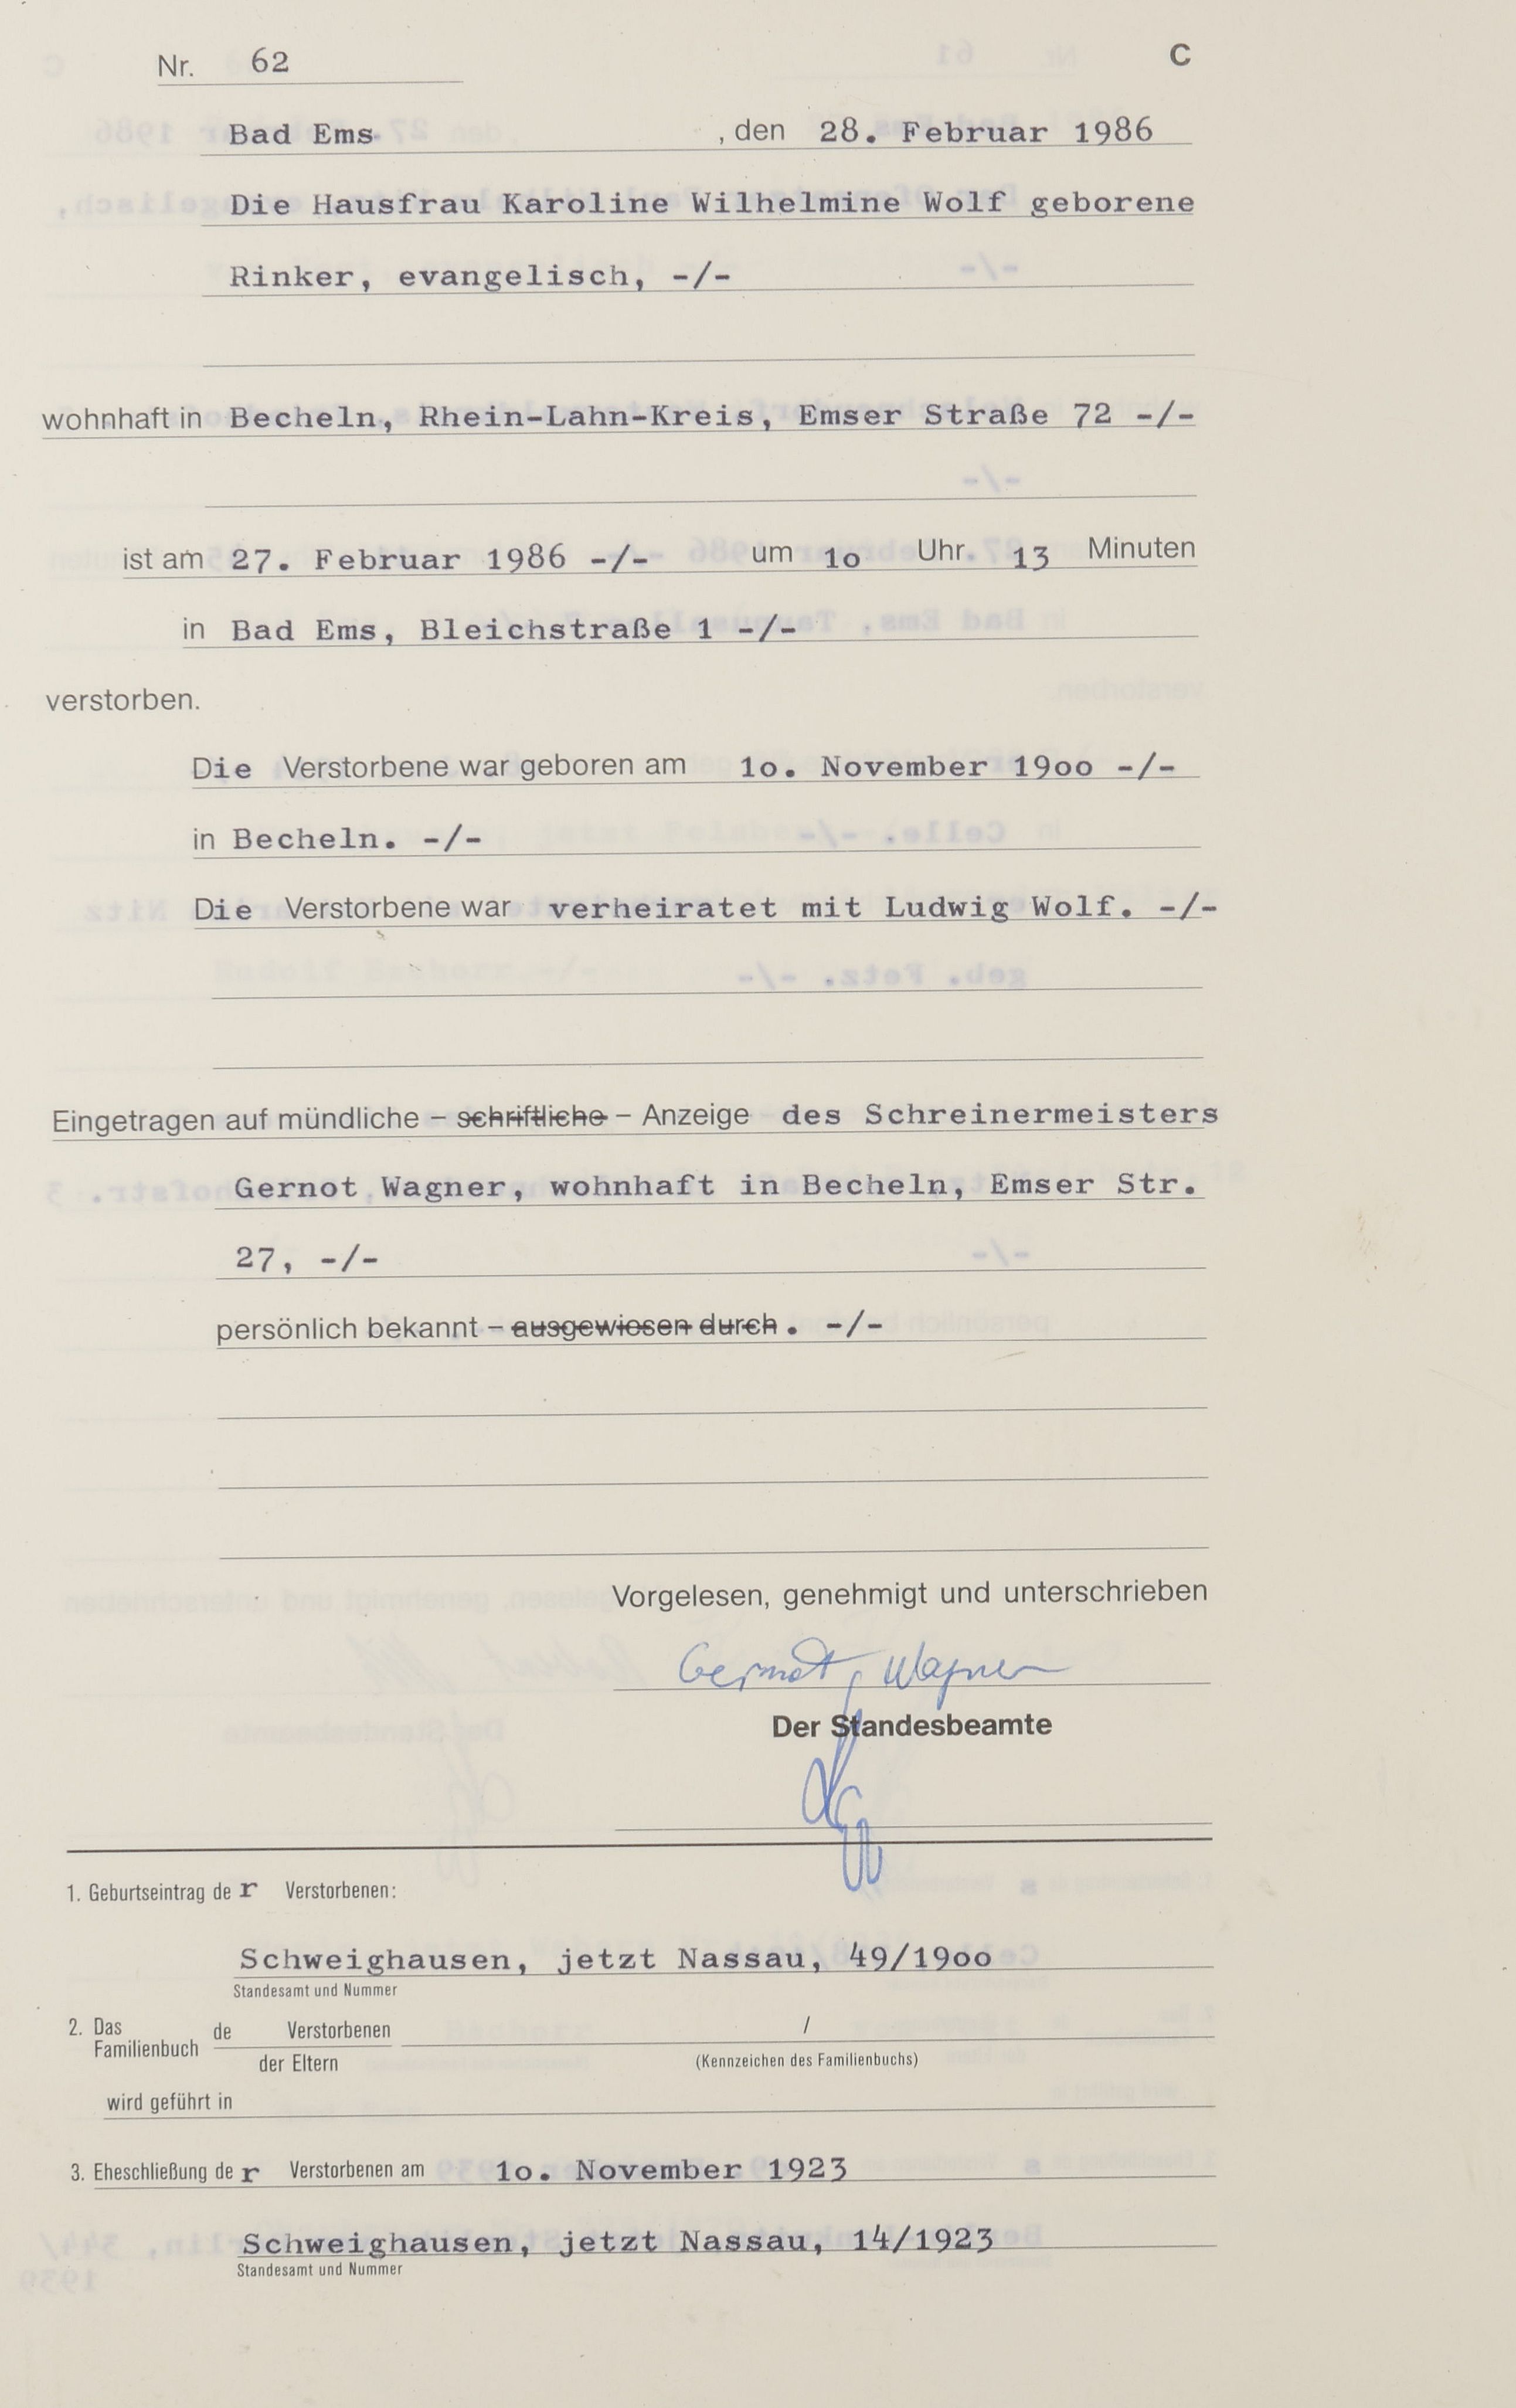 Nr. 62 C
Bad Ems , den 28. Februar 1986
Die Hausfrau Karoline Wilhelmine Wolf geborene
Rinker, evangelisch, -/-
wohnhaft in Becheln, Rhein-Lahn-Kreis, Emser Straße 72 -/-
ist am 27. Februar 1986 -/- um 1o Uhr 13 Minuten
in Bad Ems, Bleichstraße 1 -/-
verstorben.
Die Verstorbene war geboren am 1o. November 19oo -/-
in Becheln. -/-
Die Verstorbene war verheiratet mit Ludwig Wolf. -/-
Eingetragen auf mündliche – schriftliche – Anzeige des Schreinermeisters
Gernot Wagner, wohnhaft in Becheln, Emser Str.
27, -/-
persönlich bekannt – ausgewiesen durch . -/-
Vorgelesen, genehmigt und unterschrieben
Gernot Wagner
Der Standesbeamte
1. Geburtseintrag de r Verstorbenen:
Schweighausen, jetzt Nassau, 49/19oo
Standesamt und Nummer
2. Das Familienbuch de Verstorbenen /
der Eltern (Kennzeichen des Familienbuchs)
wird geführt in
3. Eheschließung de r Verstorbenen am 1o. November 1923
Schweighausen, jetzt Nassau, 14/1923
Standesamt und Nummer